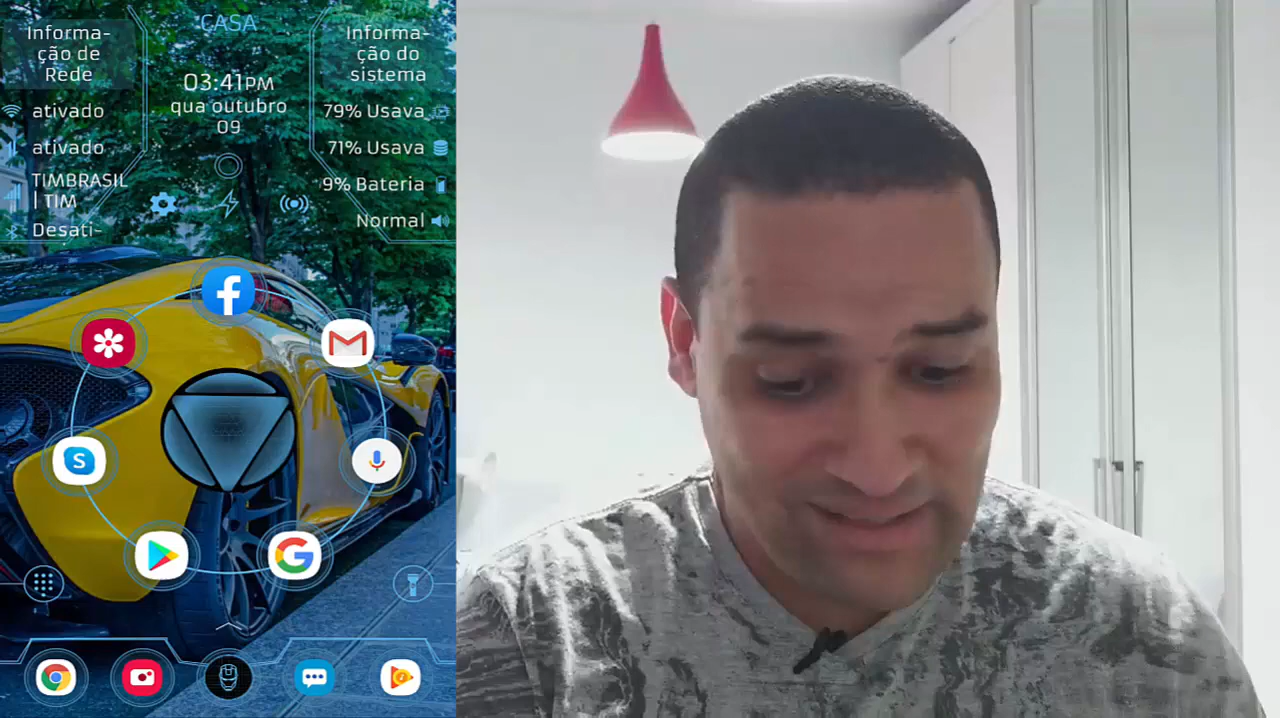 Informa-
ção de
Rede
ativado
ativado
TIMBRASIL
| TIM
Desati-
CASA
03:41PM
qua outubro
09
Informa-
ção do
sistema
79% Usava
71% Usava
9% Bateria
Normal